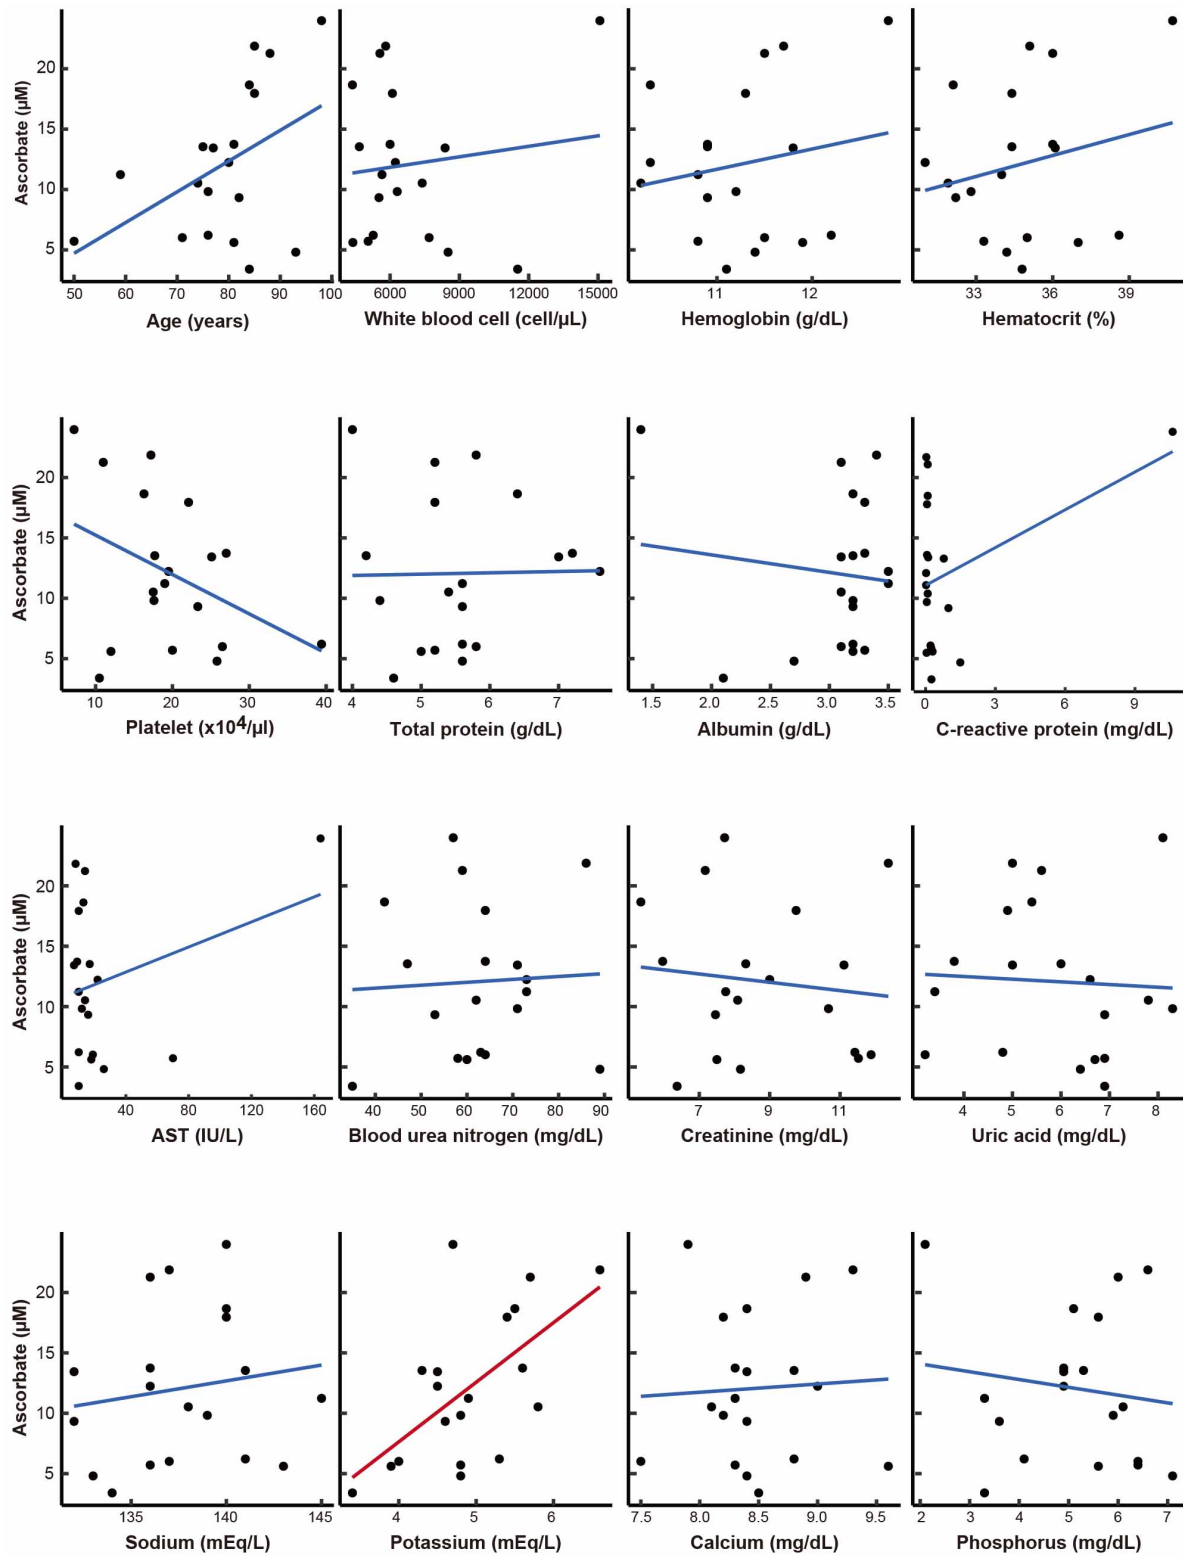 Ascorbate (μM)
20
15
10
5
50 60 70 80 90 100
Age (years)
6000 9000 12000 15000
White blood cell (cell/μL)
11 12
Hemoglobin (g/dL)
33 36 39
Hematocrit (%)
Ascorbate (μM)
20
15
10
5
10 20 30 40
Platelet (x10⁴/μl)
4 5 6 7
Total protein (g/dL)
1.5 2.0 2.5 3.0 3.5
Albumin (g/dL)
0 3 6 9
C-reactive protein (mg/dL)
Ascorbate (μM)
20
15
10
5
40 80 120 160
AST (IU/L)
40 50 60 70 80 90
Blood urea nitrogen (mg/dL)
7 9 11
Creatinine (mg/dL)
4 5 6 7 8
Uric acid (mg/dL)
Ascorbate (μM)
20
15
10
5
135 140 145
Sodium (mEq/L)
4 5 6
Potassium (mEq/L)
7.5 8.0 8.5 9.0 9.5
Calcium (mg/dL)
2 3 4 5 6 7
Phosphorus (mg/dL)